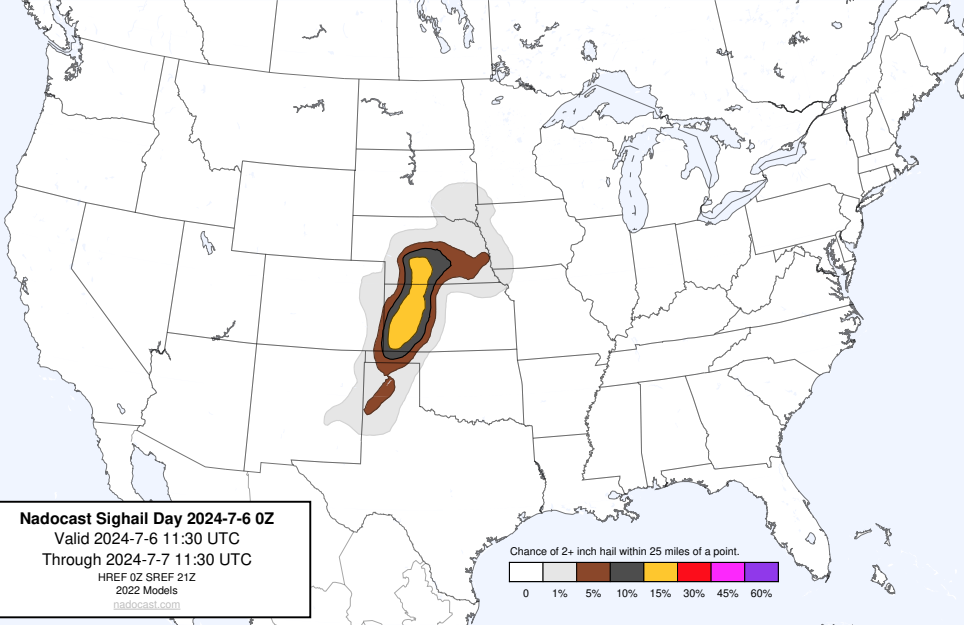 Nadocast Sighail Day 2024-7-6 0Z
Valid 2024-7-6 11:30 UTC
Through 2024-7-7 11:30 UTC
HREF 0Z SREF 21Z
2022 Models
nadocast.com
Chance of 2+ inch hail within 25 miles of a point.
0 1% 5% 10% 15% 30% 45% 60%